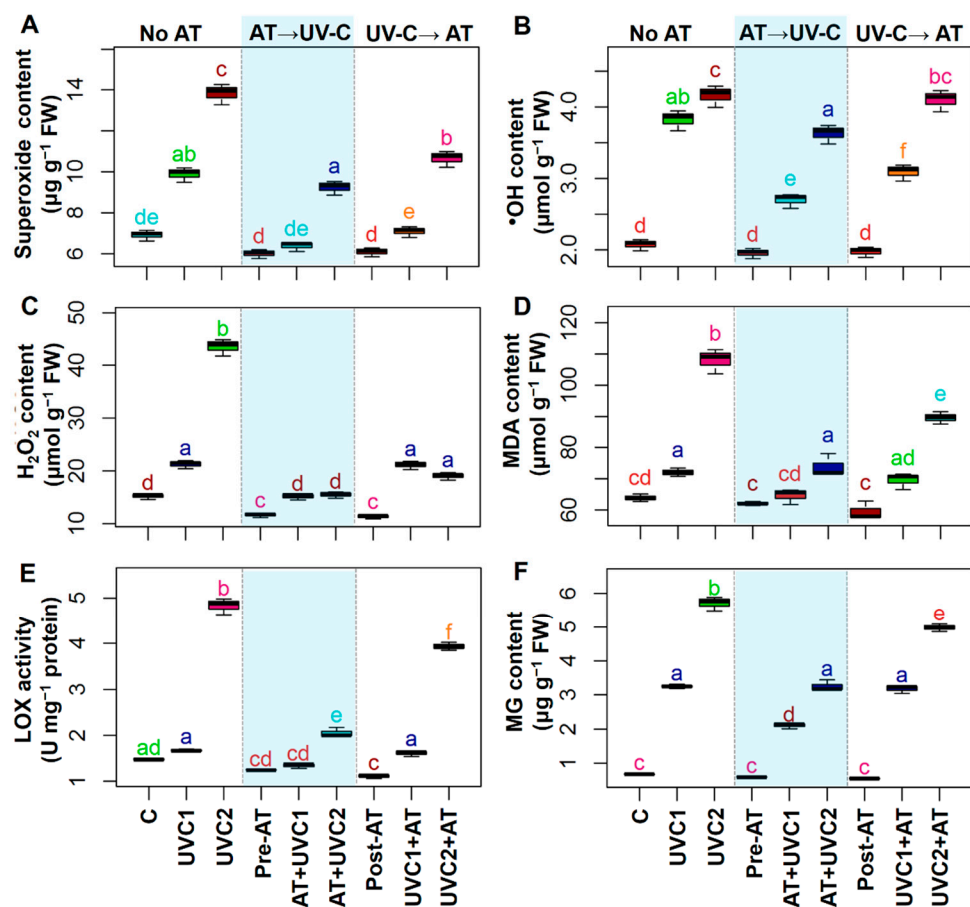 A
No AT
AT→UV-C
UV-C→ AT
Superoxide content
(µg g⁻¹ FW)
14
10
8
6
de
ab
c
d
de
a
d
e
b
B
No AT
AT→UV-C
UV-C→ AT
•OH content
(µmol g⁻¹ FW)
4.0
3.0
2.0
d
ab
c
d
e
a
d
f
bc
C
H₂O₂ content
(µmol g⁻¹ FW)
50
40
30
20
10
d
a
b
c
d
d
c
a
a
D
MDA content
(µmol g⁻¹ FW)
120
100
80
60
cd
a
b
c
cd
a
c
ad
e
E
LOX activity
(U mg⁻¹ protein)
5
4
3
2
1
ad
a
b
cd
cd
e
c
a
f
C
UVC1
UVC2
Pre-AT
AT+UVC1
AT+UVC2
Post-AT
UVC1+AT
UVC2+AT
F
MG content
(µg g⁻¹ FW)
6
5
4
3
2
1
c
a
b
c
d
a
c
a
e
C
UVC1
UVC2
Pre-AT
AT+UVC1
AT+UVC2
Post-AT
UVC1+AT
UVC2+AT